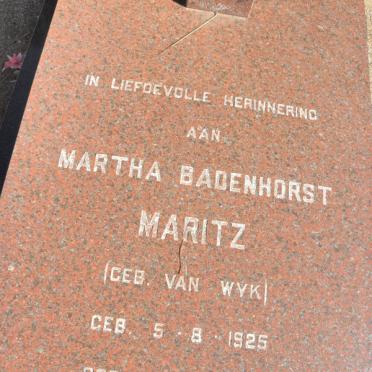 IN LIEFDEVOLLE HERINNERING
AAN
MARTHA BADENHORST
MARITZ
(GEB. VAN WYK)
GEB. 5 - 8 - 1925